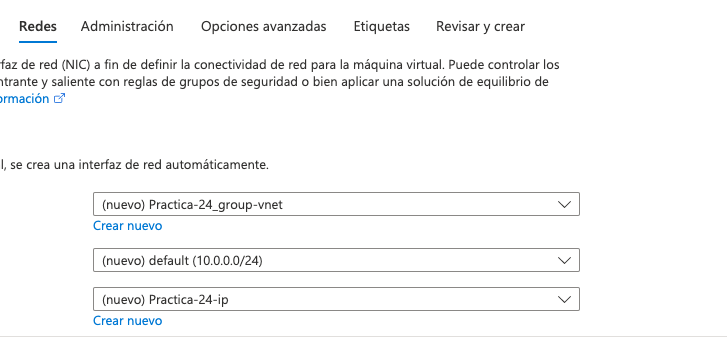 Redes Administración Opciones avanzadas Etiquetas Revisar y crear
faz de red (NIC) a fin de definir la conectividad de red para la máquina virtual. Puede controlar los
ntrante y saliente con reglas de grupos de seguridad o bien aplicar una solución de equilibrio de
ormación
l, se crea una interfaz de red automáticamente.
(nuevo) Practica-24_group-vnet
Crear nuevo
(nuevo) default (10.0.0.0/24)
(nuevo) Practica-24-ip
Crear nuevo